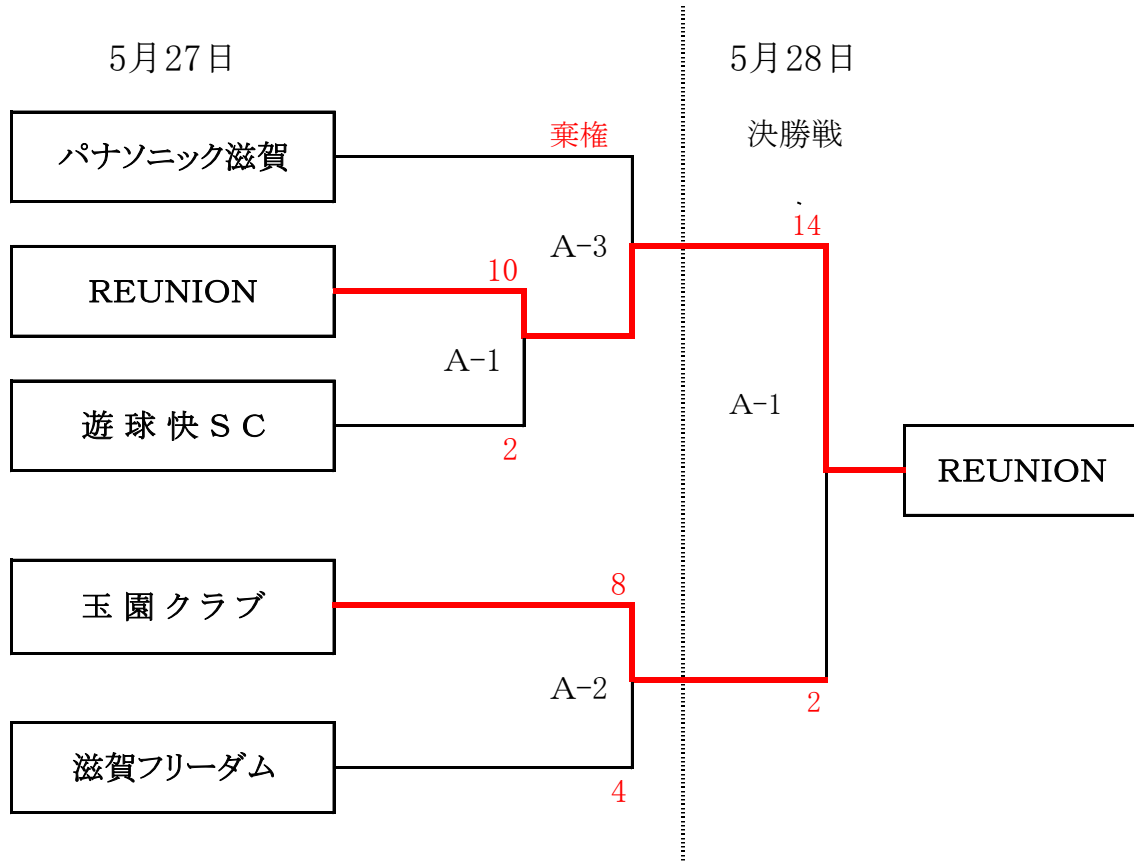 5月27日
5月28日
パナソニック滋賀
棄権
決勝戦
14
REUNION
10
A-3
A-1
遊球快SC
2
A-1
REUNION
玉園クラブ
8
A-2
2
滋賀フリーダム
4